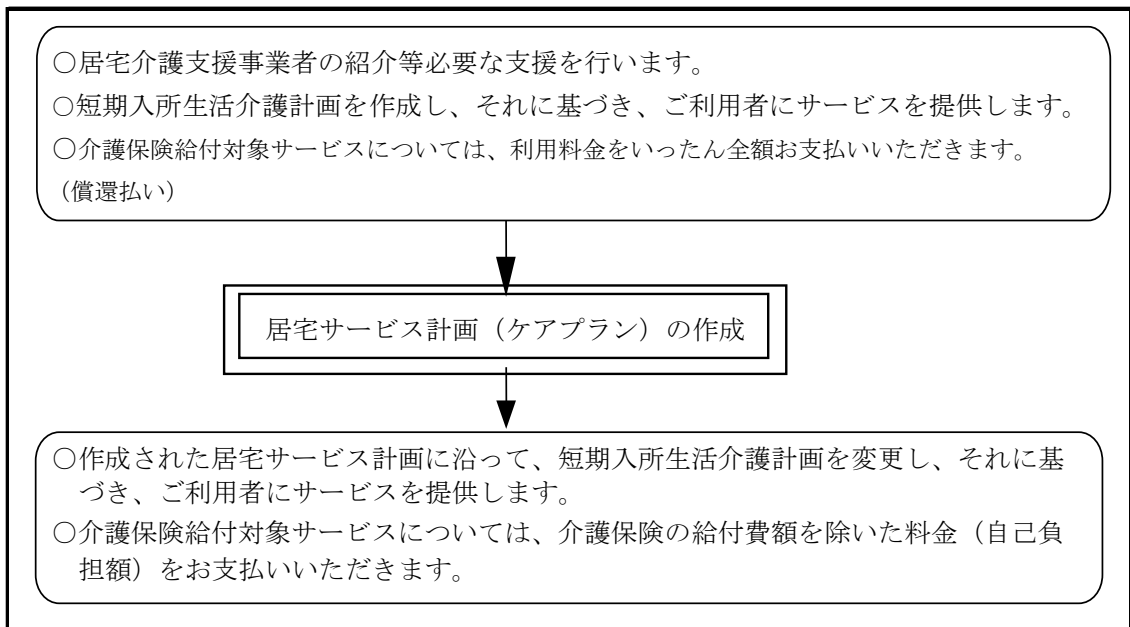 ○居宅介護支援事業者の紹介等必要な支援を行います。
○短期入所生活介護計画を作成し、それに基づき、ご利用者にサービスを提供します。
○介護保険給付対象サービスについては、利用料金をいったん全額お支払いいただきます。
（償還払い）
居宅サービス計画（ケアプラン）の作成
○作成された居宅サービス計画に沿って、短期入所生活介護計画を変更し、それに基
づき、ご利用者にサービスを提供します。
○介護保険給付対象サービスについては、介護保険の給付費額を除いた料金（自己負
担額）をお支払いいただきます。